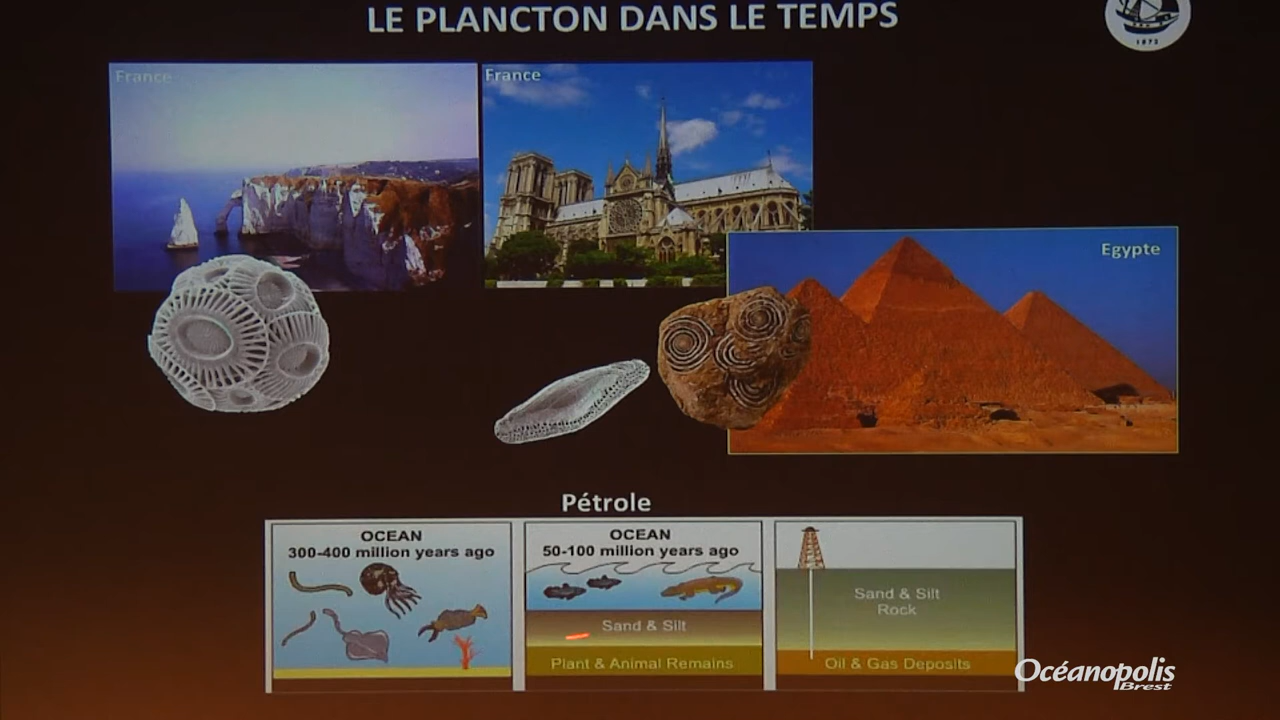 LE PLANCTON DANS LE TEMPS
1872
France
France
Egypte
Pétrole
OCEAN
300-400 million years ago
OCEAN
50-100 million years ago
Sand & Silt
Plant & Animal Remains
Sand & Silt
Rock
Oil & Gas Deposits
Océanopolis
Brest